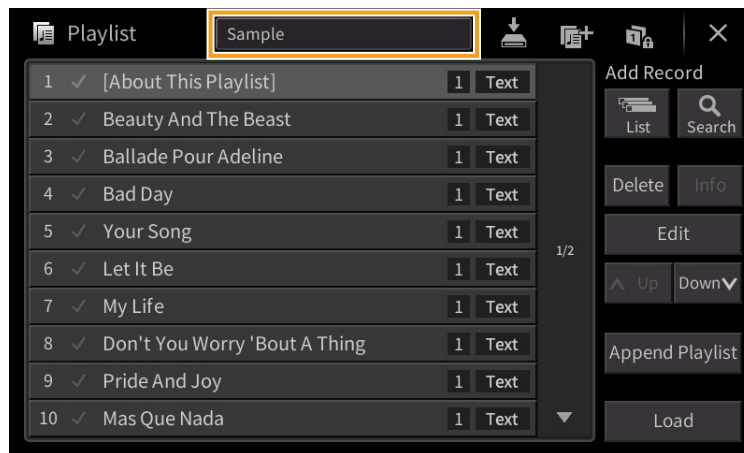 Playlist Sample
Add Record
1 [About This Playlist] 1 Text
2 Beauty And The Beast 1 Text
3 Ballade Pour Adeline 1 Text
4 Bad Day 1 Text
5 Your Song 1 Text
6 Let It Be 1 Text
7 My Life 1 Text
8 Don't You Worry 'Bout A Thing 1 Text
9 Pride And Joy 1 Text
10 Mas Que Nada 1 Text
1/2
List Search
Delete Info
Edit
Up Down
Append Playlist
Load